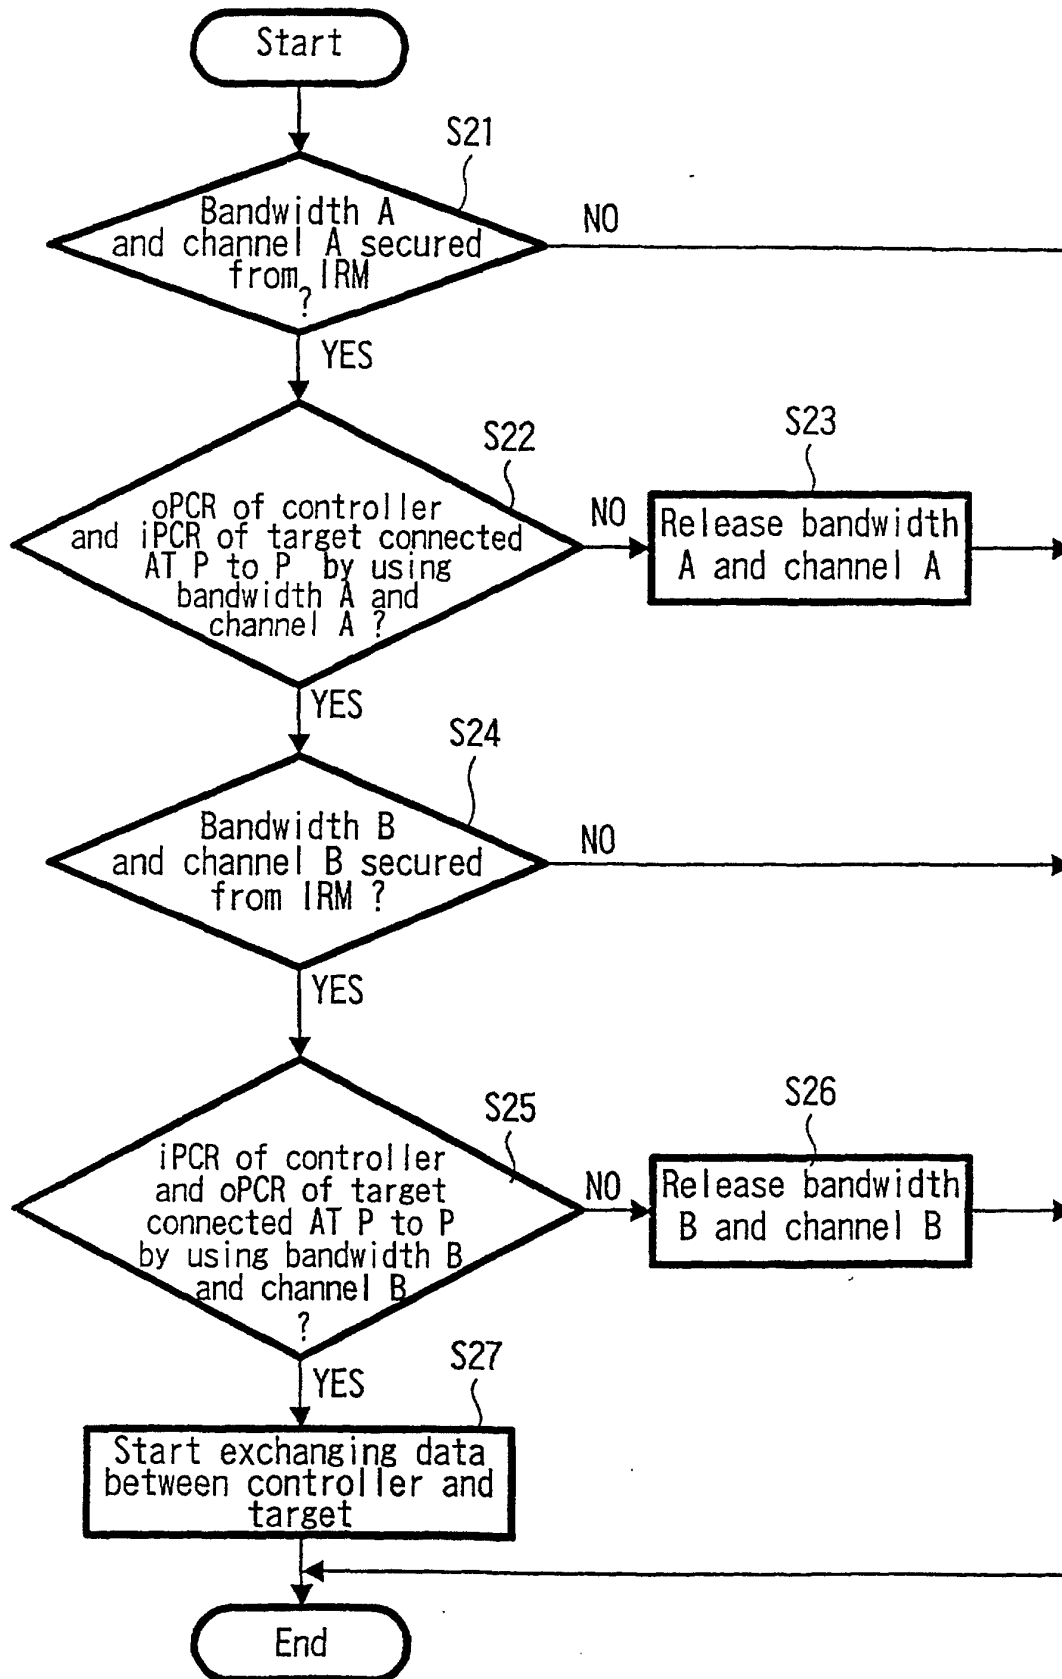 Start
S21
Bandwidth A
and channel A secured
from IRM
?
NO
YES
S22
oPCR of controller
and iPCR of target connected
AT P to P by using
bandwidth A and
channel A ?
NO
S23
Release bandwidth
A and channel A
YES
S24
Bandwidth B
and channel B secured
from IRM ?
NO
YES
S25
iPCR of controller
and oPCR of target
connected AT P to P
by using bandwidth B
and channel B
?
NO
S26
Release bandwidth
B and channel B
YES
S27
Start exchanging data
between controller and
target
End